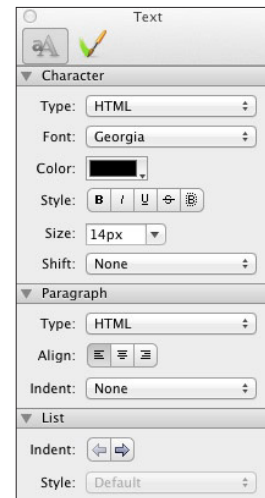 Text
aA
Character
Type: HTML
Font: Georgia
Color:
Style: B I U S B
Size: 14px
Shift: None
Paragraph
Type: HTML
Align:
Indent: None
List
Indent:
Style: Default